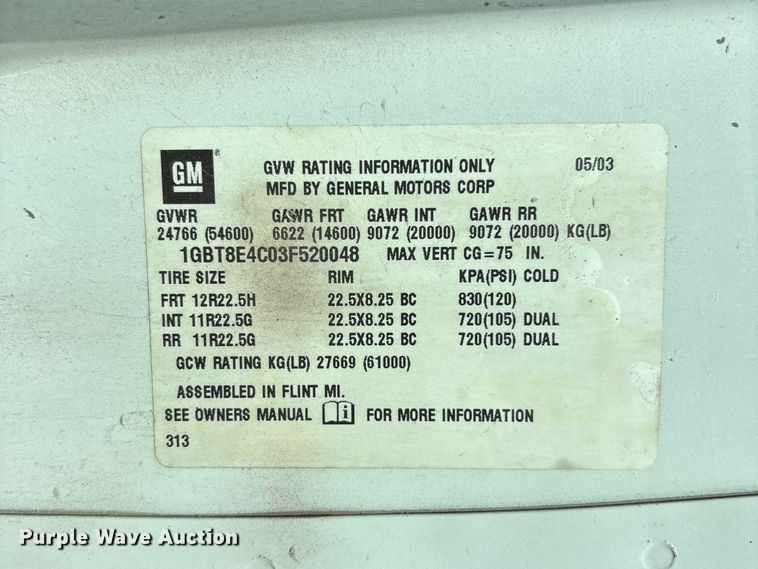 GM ® GVW RATING INFORMATION ONLY 05/03
MFD BY GENERAL MOTORS CORP
GVWR GAWR FRT GAWR INT GAWR RR
24766 (54600) 6622 (14600) 9072 (20000) 9072 (20000) KG(LB)
1GBT8E4C03F520048 MAX VERT CG=75 IN.
TIRE SIZE RIM KPA(PSI) COLD
FRT 12R22.5H 22.5X8.25 BC 830(120)
INT 11R22.5G 22.5X8.25 BC 720(105) DUAL
RR 11R22.5G 22.5X8.25 BC 720(105) DUAL
GCW RATING KG(LB) 27669 (61000)
ASSEMBLED IN FLINT MI.
SEE OWNERS MANUAL i FOR MORE INFORMATION
313
Purple Wave Auction